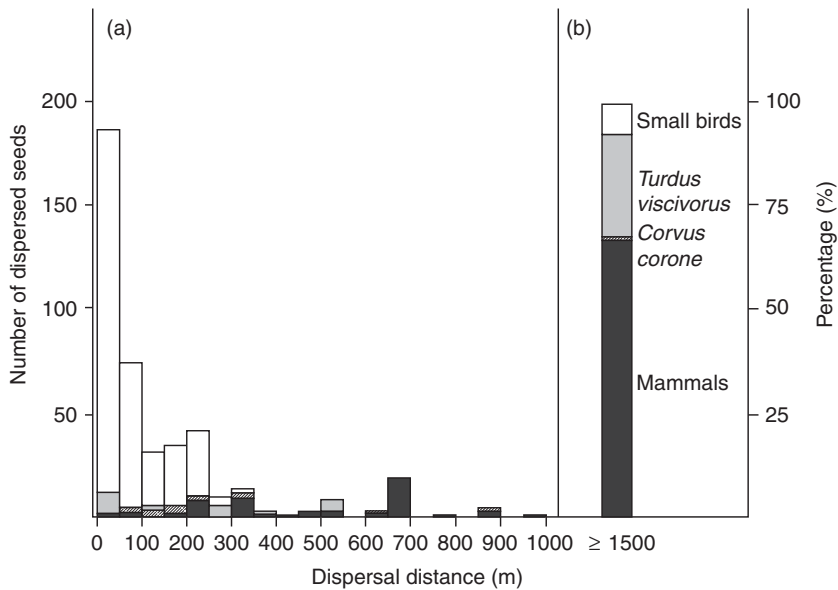 (a)
(b)
Number of dispersed seeds
200
150
100
50
0 100 200 300 400 500 600 700 800 900 1000
≥ 1500
Dispersal distance (m)
Small birds
Turdus
viscivorus
Corvus
corone
Mammals
100
75
50
25
Percentage (%)